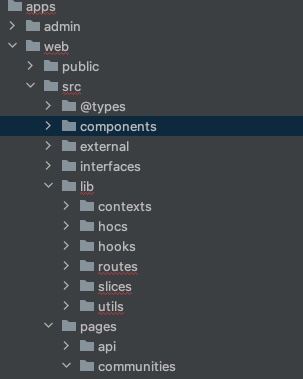 apps
admin
web
public
src
@types
components
external
interfaces
lib
contexts
hocs
hooks
routes
slices
utils
pages
api
communities